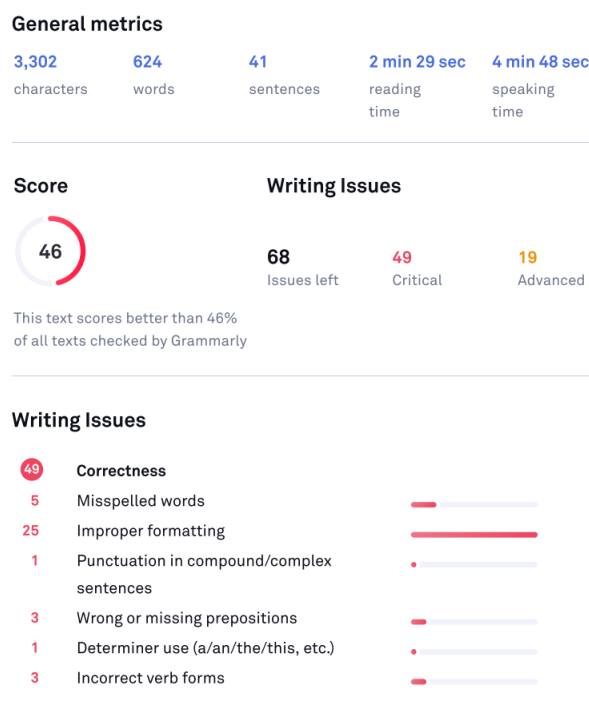 General metrics
3,302 624 41 2 min 29 sec 4 min 48 sec
characters words sentences reading time speaking time
Score Writing Issues
46
68 49 19
Issues left Critical Advanced
This text scores better than 46%
of all texts checked by Grammarly
Writing Issues
49 Correctness
5 Misspelled words
25 Improper formatting
1 Punctuation in compound/complex
sentences
3 Wrong or missing prepositions
1 Determiner use (a/an/the/this, etc.)
3 Incorrect verb forms